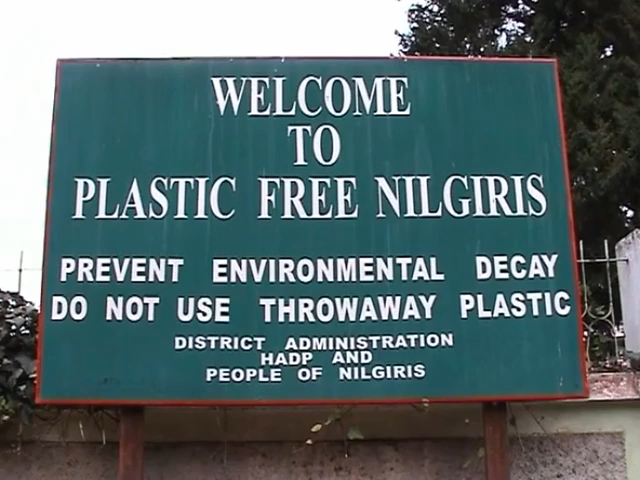 WELCOME
TO
PLASTIC FREE NILGIRIS
PREVENT ENVIRONMENTAL DECAY
DO NOT USE THROWAWAY PLASTIC
DISTRICT ADMINISTRATION
HADP AND
PEOPLE OF NILGIRIS